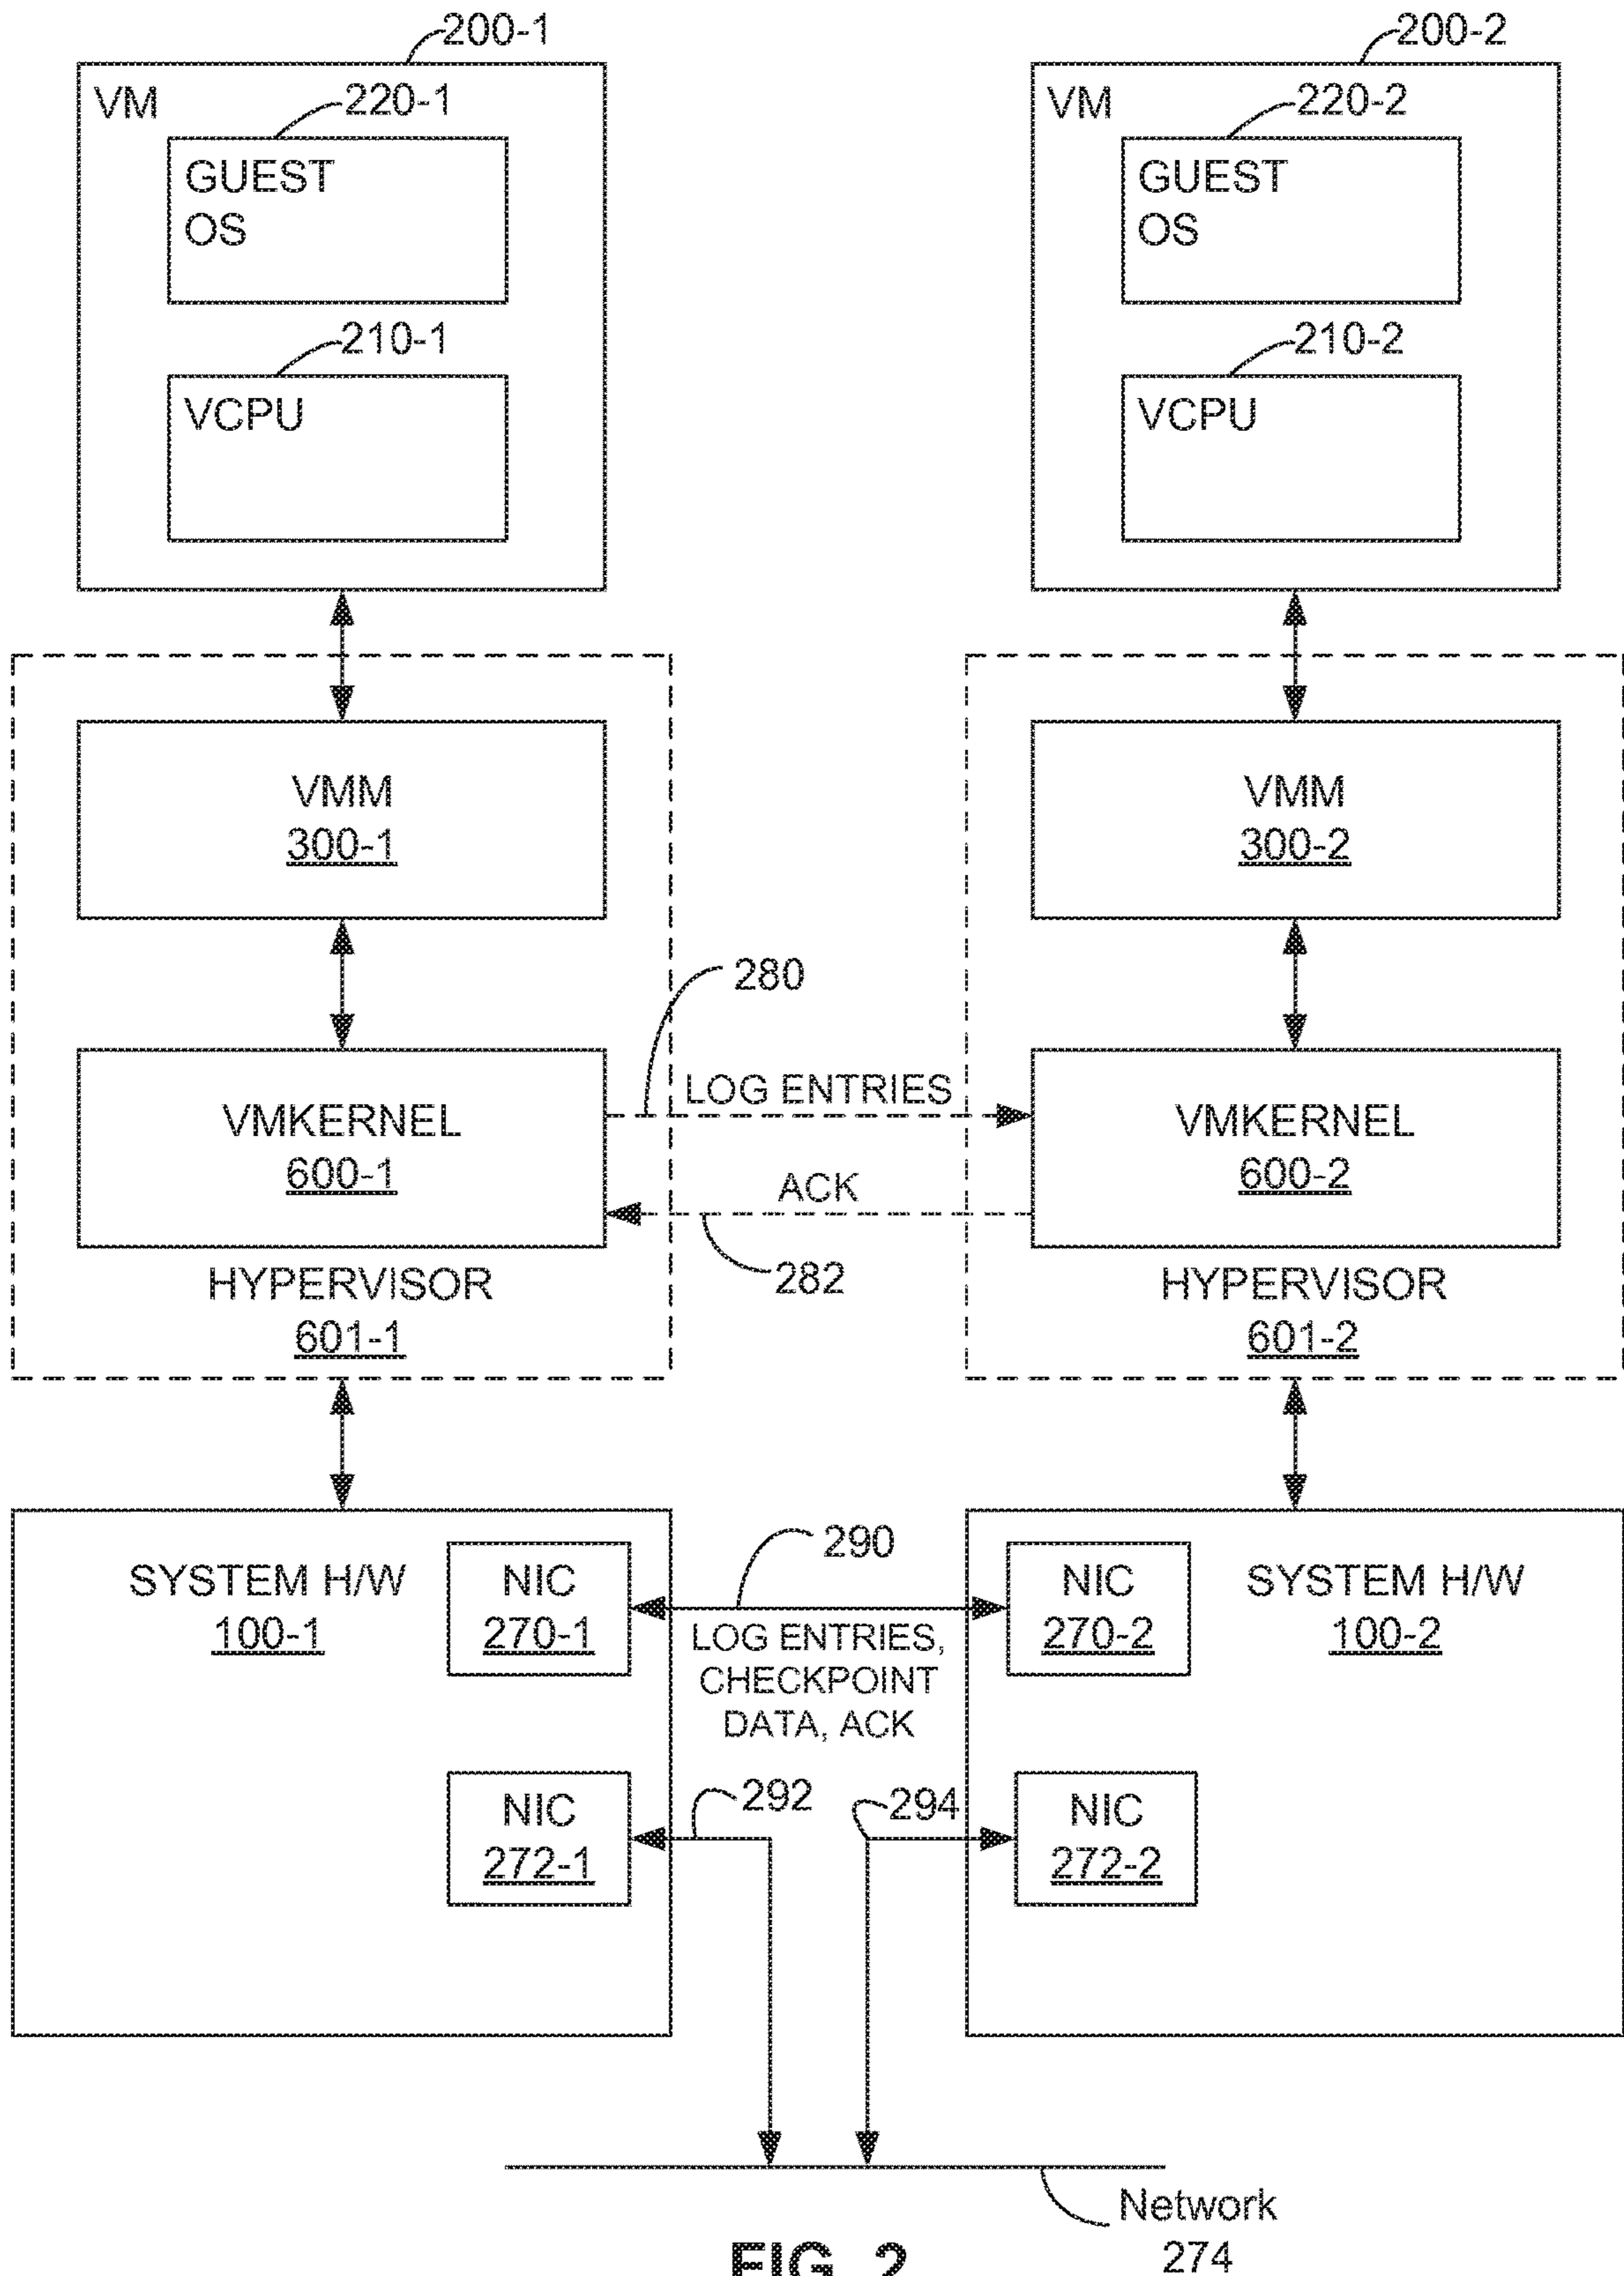 200-1
200-2
VM
220-1
GUEST
OS
210-1
VCPU
VM
220-2
GUEST
OS
210-2
VCPU
VMM
300-1
VMM
300-2
280
LOG ENTRIES
VMKERNEL
600-1
VMKERNEL
600-2
ACK
282
HYPERVISOR
601-1
HYPERVISOR
601-2
290
SYSTEM H/W
100-1
NIC
270-1
NIC
270-2
SYSTEM H/W
100-2
LOG ENTRIES,
CHECKPOINT
DATA, ACK
292
294
NIC
272-1
NIC
272-2
Network
274
FIG. 2